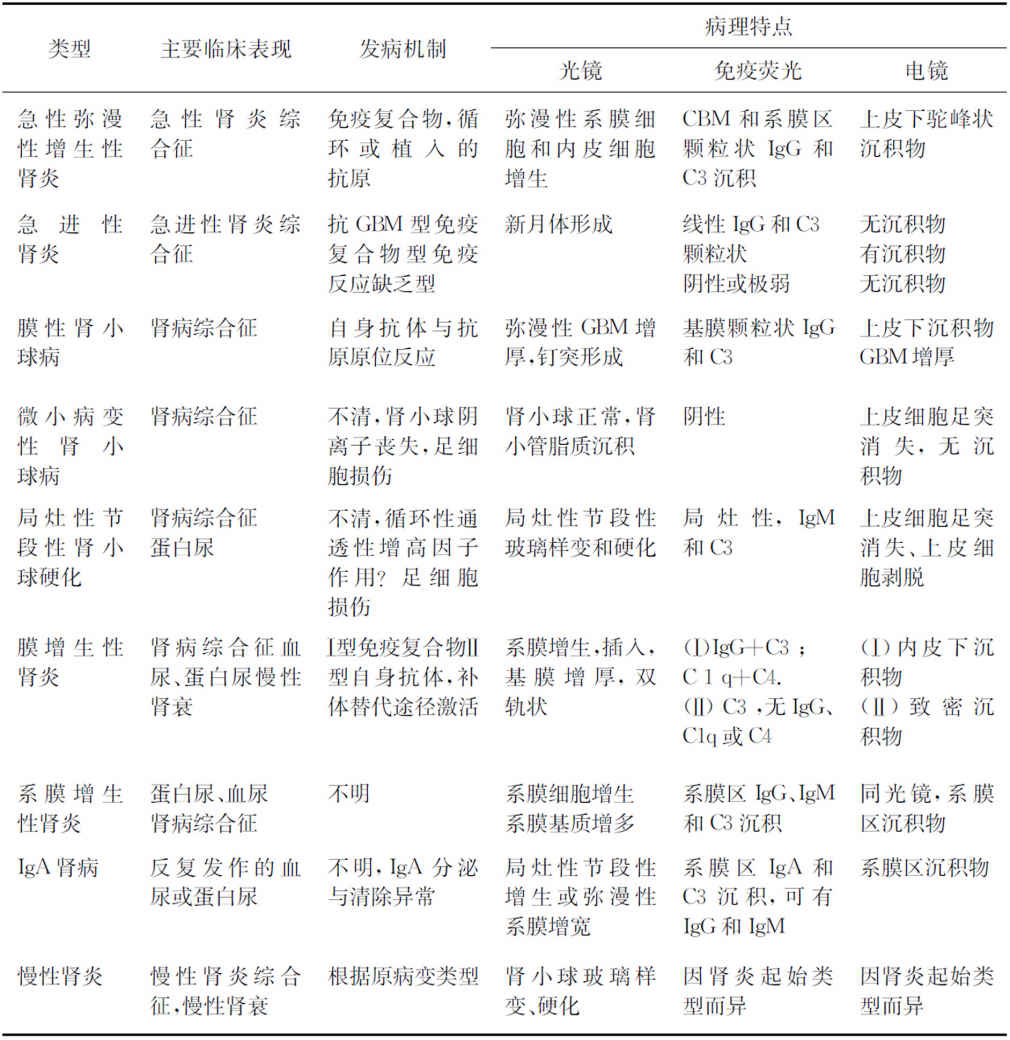 类型 主要临床表现 发病机制 病理特点
光镜 免疫荧光 电镜
急性弥漫 急性肾炎综 免疫复合物,循 弥漫性系膜细 CBM 和系膜区 上皮下驼峰状
性增生性 合征 环或植入的 胞和内皮细胞 颗粒状 IgG 和 沉积物
肾炎 抗原 增生 C3 沉积
急进性 急进性肾炎综 抗 GBM 型免疫 新月体形成 线性 IgG 和 C3 无沉积物
肾炎 合征 复合物型免疫 颗粒状 有沉积物
反应缺乏型 阴性或极弱 无沉积物
膜性肾小 肾病综合征 自身抗体与抗 弥漫性 GBM 增 基膜颗粒状 IgG 上皮下沉积物
球病 原原位反应 厚,钉突形成 和 C3 GBM 增厚
微小病变 肾病综合征 不清,肾小球阴 肾小球正常,肾 阴性 上皮细胞足突
性肾小 离子丧失,足细 小管脂质沉积 消失,无沉
球病 胞损伤 积物
局灶性节 肾病综合征 不清,循环性通 局灶性节段性 局灶性,IgM 上皮细胞足突
段性肾小 蛋白尿 透性增高因子 玻璃样变和硬化 和 C3 消失、上皮细
球硬化 作用?足细胞 胞剥脱
损伤
膜增生性 肾病综合征血 Ⅰ型免疫复合物Ⅱ 系膜增生,插入, (Ⅰ)IgG+C3; (Ⅰ)内皮下沉
肾炎 尿、蛋白尿慢性 型自身抗体,补 基膜增厚,双 C1q+C4. 积物
肾衰 体替代途径激活 轨状 (Ⅱ) C3,无 IgG、 (Ⅱ)致密沉
C1q 或 C4 积物
系膜增生 蛋白尿、血尿 不明 系膜细胞增生 系膜区 IgG、IgM 同光镜,系膜
性肾炎 肾病综合征 系膜基质增多 和 C3 沉积 区沉积物
IgA 肾病 反复发作的血 不明,IgA 分泌 局灶性节段性 系膜区 IgA 和 系膜区沉积物
尿或蛋白尿 与清除异常 增生或弥漫性 C3 沉积,可有
系膜增宽 IgG 和 IgM
慢性肾炎 慢性肾炎综合 根据原病变类型 肾小球玻璃样 因肾炎起始类 因肾炎起始类
征,慢性肾衰 变、硬化 型而异 型而异